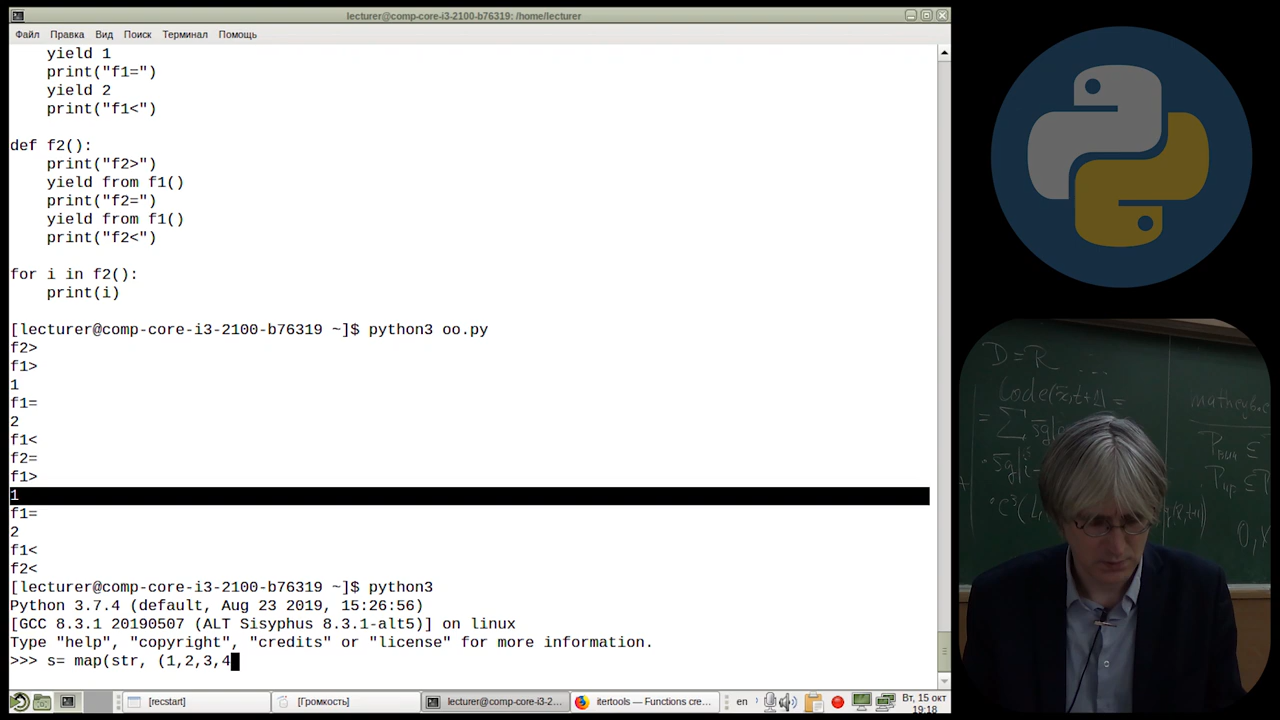 lecturer@comp-core-i3-2100-b76319: /home/lecturer
Файл Правка Вид Поиск Терминал Помощь
yield 1
print("f1=")
yield 2
print("f1<")
def f2():
print("f2>")
yield from f1()
print("f2=")
yield from f1()
print("f2<")
for i in f2():
print(i)
[lecturer@comp-core-i3-2100-b76319 ~]$ python3 oo.py
f2>
f1>
1
f1=
2
f1<
f2=
f1>
1
f1=
2
f1<
f2<
[lecturer@comp-core-i3-2100-b76319 ~]$ python3
Python 3.7.4 (default, Aug 23 2019, 15:26:56)
[GCC 8.3.1 20190507 (ALT Sisyphus 8.3.1-alt5)] on linux
Type "help", "copyright", "credits" or "license" for more information.
>>> s= map(str, (1,2,3,4
D = R
Code(x,t+1) =
[recstart] [Громкость] lecturer@comp-core-i3-2... itertools — Functions cre... en Вт, 15 окт
19:18